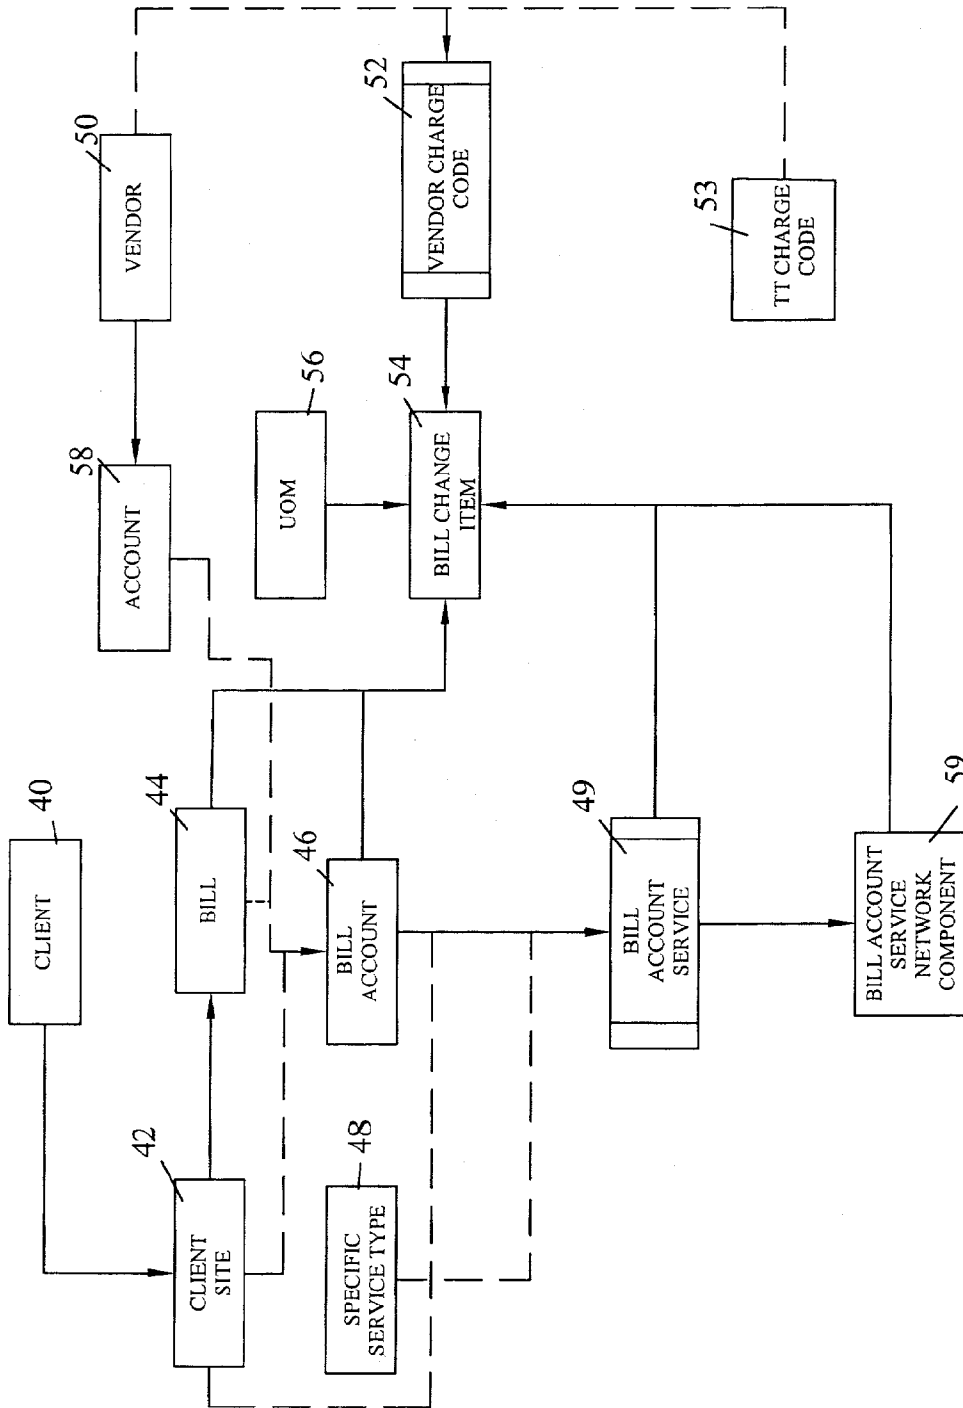 CLIENT
40
CLIENT
SITE
42
BILL
44
ACCOUNT
58
VENDOR
50
SPECIFIC
SERVICE TYPE
48
BILL
ACCOUNT
46
UOM
56
BILL CHANGE
ITEM
54
VENDOR CHARGE
CODE
52
BILL
ACCOUNT
SERVICE
49
TT CHARGE
CODE
53
BILL ACCOUNT
SERVICE
NETWORK
COMPONENT
59